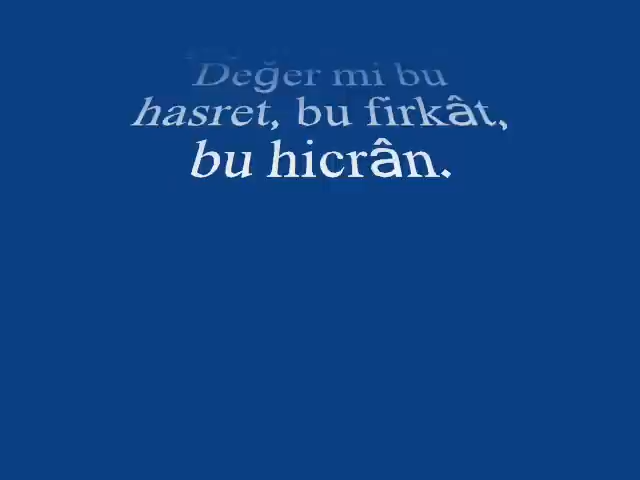 Değer mi bu
hasret, bu firkât,
bu hicrân.